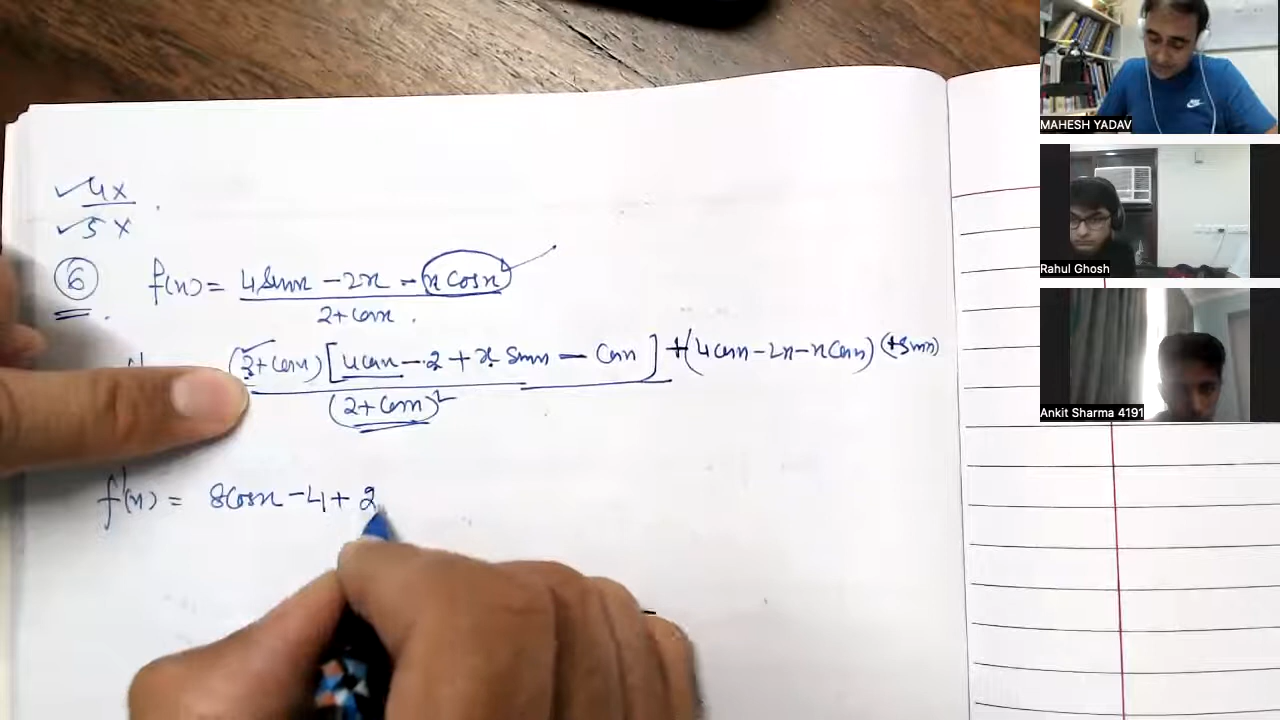 ✓4x
✓5x
6 f(x) = 4sinx - 2x - x cosx
2+cosx .
(2+cosx) [4cosx - 2 + x sinx - cosx] + (4cosx - 2x - x cosx) (+sinx)
(2+cosx)²
f'(x) = 8cosx - 4 + 2
MAHESH YADAV
Rahul Ghosh
Ankit Sharma 4191